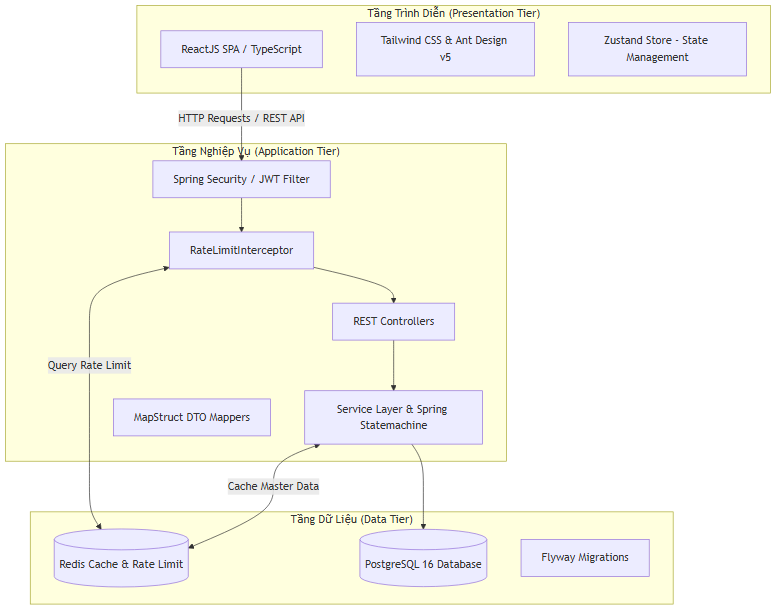 Tầng Trình Diễn (Presentation Tier)
ReactJS SPA / TypeScript
Tailwind CSS & Ant Design
v5
Zustand Store - State
Management
HTTP Requests / REST API
Tầng Nghiệp Vụ (Application Tier)
Spring Security / JWT Filter
RateLimitInterceptor
REST Controllers
Query Rate Limit
MapStruct DTO Mappers
Service Layer & Spring
Statemachine
Cache Master Data
Tầng Dữ Liệu (Data Tier)
Redis Cache & Rate Limit
PostgreSQL 16 Database
Flyway Migrations